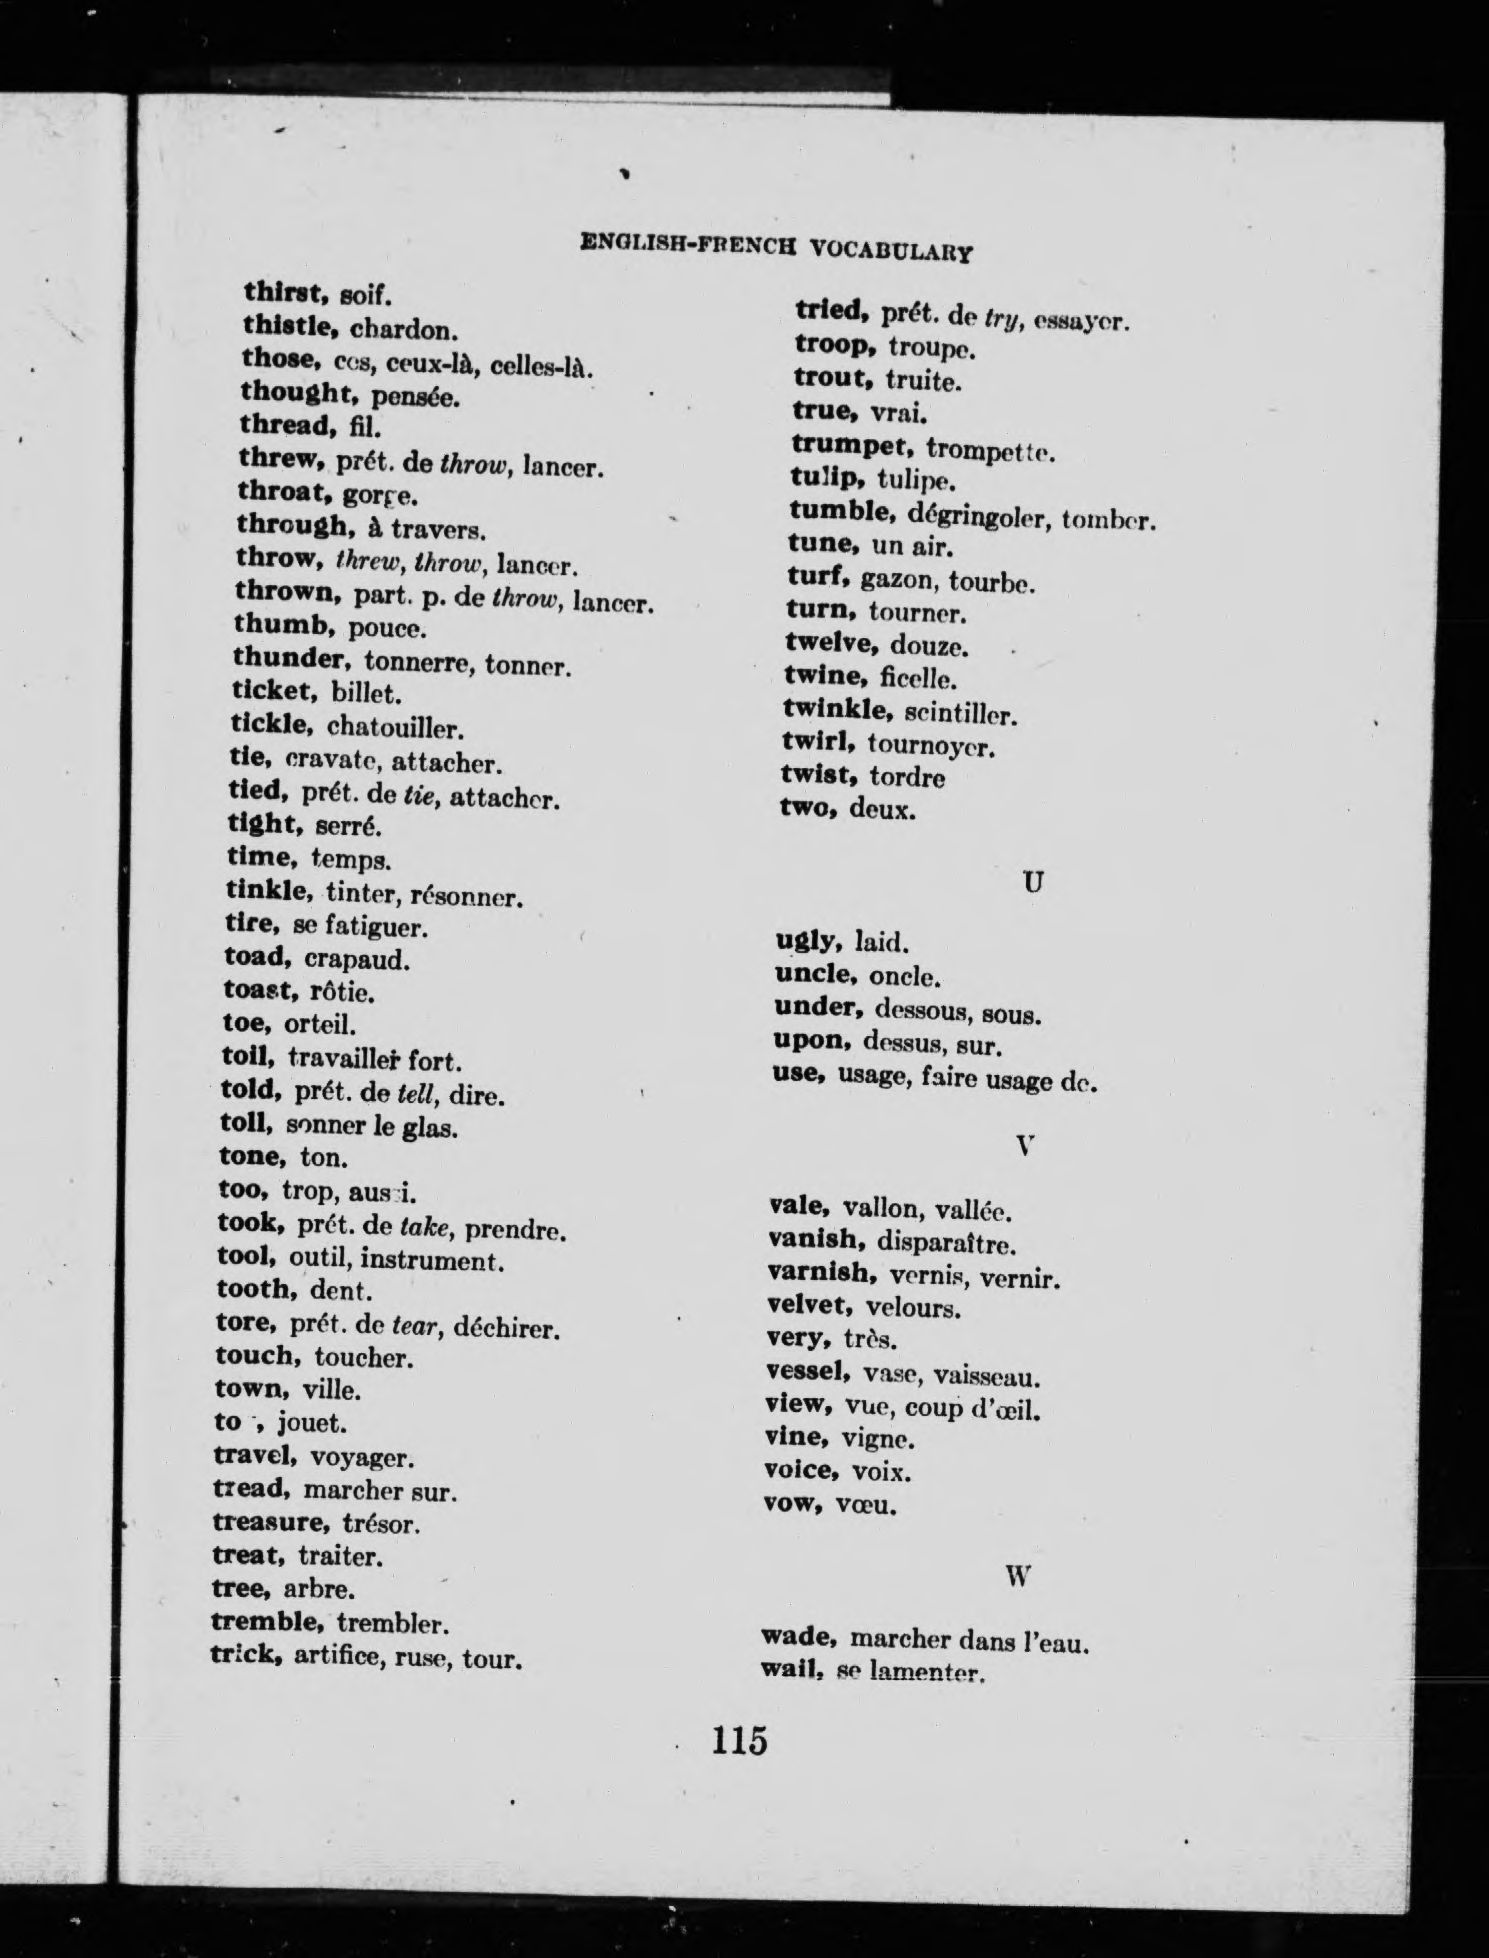 ENGLISH-FRENCH VOCABULARY
thirst, soif.
thistle, chardon.
those, ces, ceux-là, celles-là.
thought, pensée.
thread, fil.
threw, prét. de throw, lancer.
throat, gorge.
through, à travers.
throw, threw, throw, lancer.
thrown, part. p. de throw, lancer.
thumb, pouce.
thunder, tonnerre, tonner.
ticket, billet.
tickle, chatouiller.
tie, cravate, attacher.
tied, prét. de tie, attacher.
tight, serré.
time, temps.
tinkle, tinter, résonner.
tire, se fatiguer.
toad, crapaud.
toast, rôtie.
toe, orteil.
toil, travailler fort.
told, prét. de tell, dire.
toll, sonner le glas.
tone, ton.
too, trop, aussi.
took, prét. de take, prendre.
tool, outil, instrument.
tooth, dent.
tore, prét. de tear, déchirer.
touch, toucher.
town, ville.
to , jouet.
travel, voyager.
tread, marcher sur.
treasure, trésor.
treat, traiter.
tree, arbre.
tremble, trembler.
trick, artifice, ruse, tour.
tried, prét. de try, essayer.
troop, troupe.
trout, truite.
true, vrai.
trumpet, trompette.
tulip, tulipe.
tumble, dégringoler, tomber.
tune, un air.
turf, gazon, tourbe.
turn, tourner.
twelve, douze.
twine, ficelle.
twinkle, scintiller.
twirl, tournoyer.
twist, tordre
two, deux.
U
ugly, laid.
uncle, oncle.
under, dessous, sous.
upon, dessus, sur.
use, usage, faire usage de.
V
vale, vallon, vallée.
vanish, disparaître.
varnish, vernis, vernir.
velvet, velours.
very, très.
vessel, vase, vaisseau.
view, vue, coup d'œil.
vine, vigne.
voice, voix.
vow, vœu.
W
wade, marcher dans l'eau.
wail, se lamenter.
115